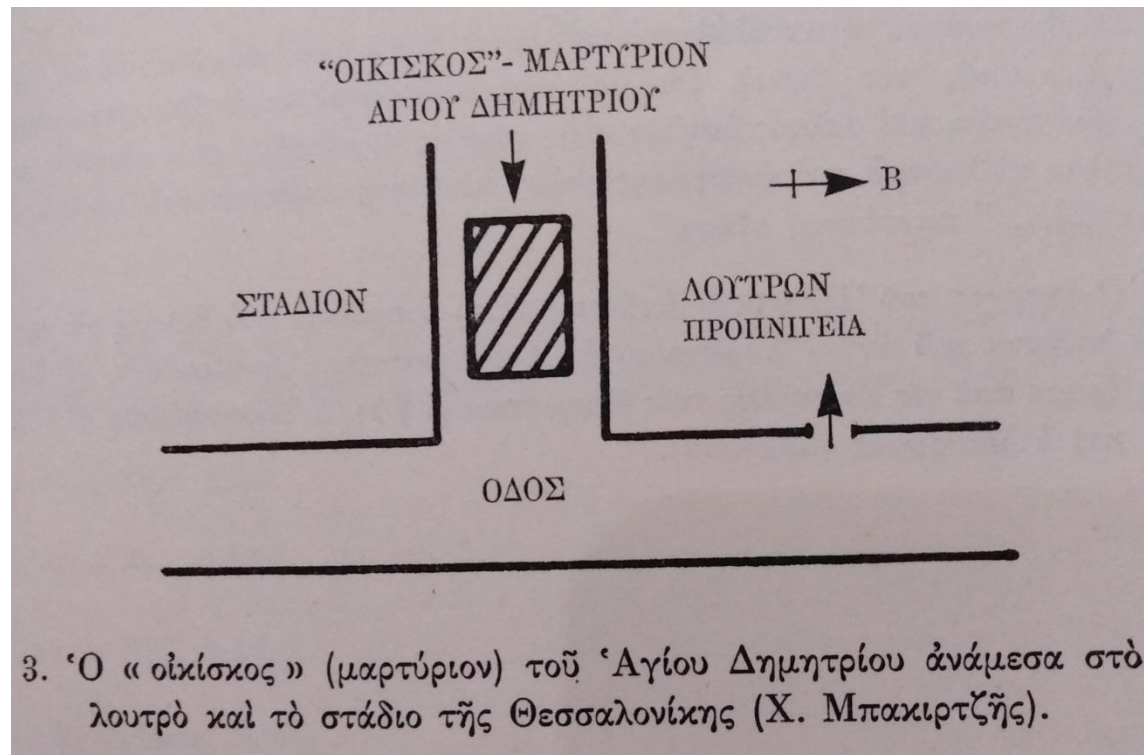 “ΟΙΚΙΣΚΟΣ”- ΜΑΡΤΥΡΙΟΝ
ΑΓΙΟΥ ΔΗΜΗΤΡΙΟΥ
Β
ΣΤΑΔΙΟΝ
ΛΟΥΤΡΩΝ
ΠΡΟΠΝΙΓΕΙΑ
ΟΔΟΣ
3. Ὁ « οἰκίσκος » (μαρτύριον) τοῦ Ἁγίου Δημητρίου ἀνάμεσα στὸ
λουτρὸ καὶ τὸ στάδιο τῆς Θεσσαλονίκης (Χ. Μπακιρτζῆς).